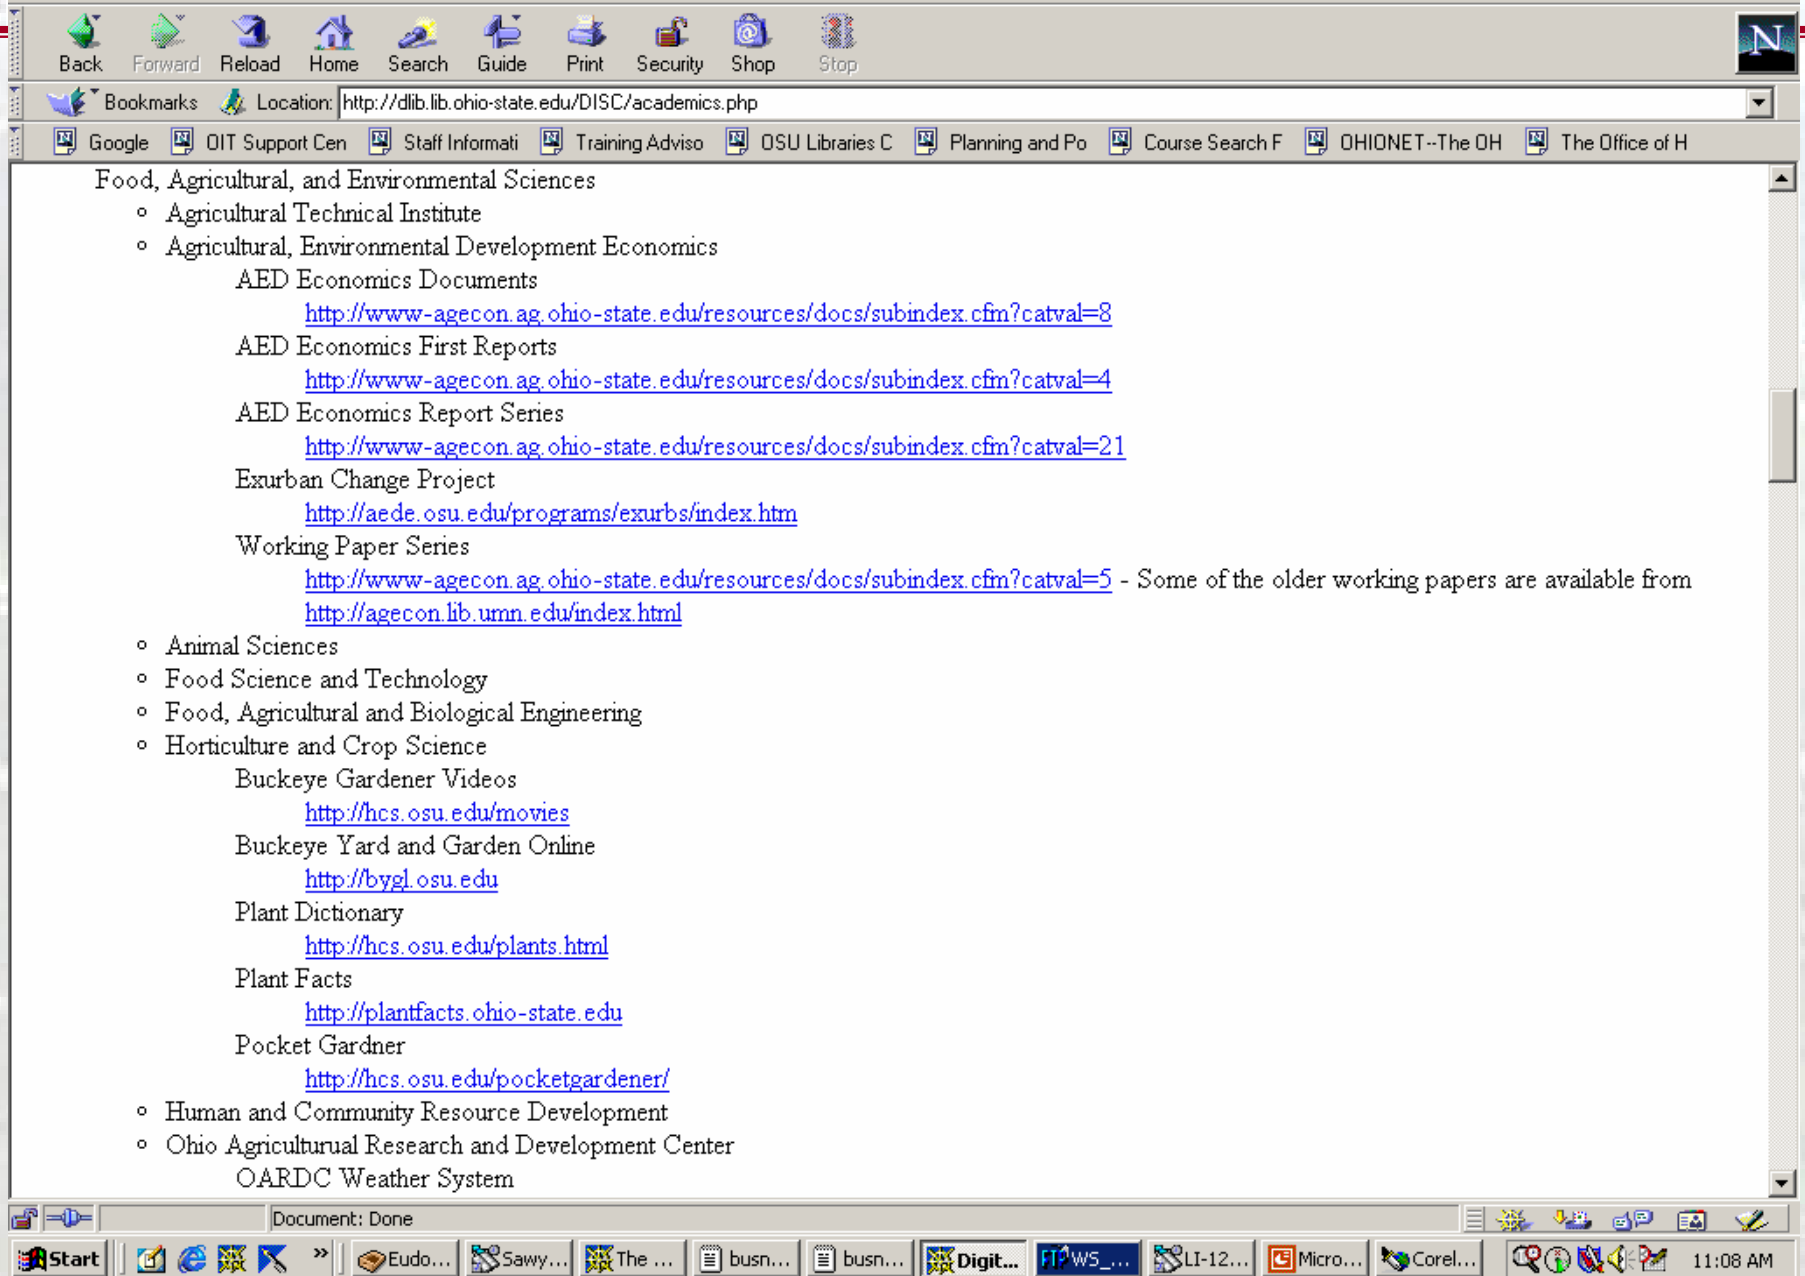 Back Forward Reload Home Search Guide Print Security Shop Stop
N
Bookmarks Location: http://dlib.lib.ohio-state.edu/DISC/academics.php
Google OIT Support Cen Staff Informati Training Adviso OSU Libraries C Planning and Po Course Search F OHIONET--The OH The Office of H
Food, Agricultural, and Environmental Sciences
Agricultural Technical Institute
Agricultural, Environmental Development Economics
AED Economics Documents
http://www-agecon.ag.ohio-state.edu/resources/docs/subindex.cfm?catval=8
AED Economics First Reports
http://www-agecon.ag.ohio-state.edu/resources/docs/subindex.cfm?catval=4
AED Economics Report Series
http://www-agecon.ag.ohio-state.edu/resources/docs/subindex.cfm?catval=21
Exurban Change Project
http://aede.osu.edu/programs/exurbs/index.htm
Working Paper Series
http://www-agecon.ag.ohio-state.edu/resources/docs/subindex.cfm?catval=5 - Some of the older working papers are available from
http://agecon.lib.umn.edu/index.html
Animal Sciences
Food Science and Technology
Food, Agricultural and Biological Engineering
Horticulture and Crop Science
Buckeye Gardener Videos
http://hcs.osu.edu/movies
Buckeye Yard and Garden Online
http://bygl.osu.edu
Plant Dictionary
http://hcs.osu.edu/plants.html
Plant Facts
http://plantfacts.ohio-state.edu
Pocket Gardner
http://hcs.osu.edu/pocketgardener/
Human and Community Resource Development
Ohio Agriculturual Research and Development Center
OARDC Weather System
Document: Done
Start » Eudo... Sawy... The ... busn... busn... Digit... FTP WS_... LI-12... Micro... Corel... 11:08 AM